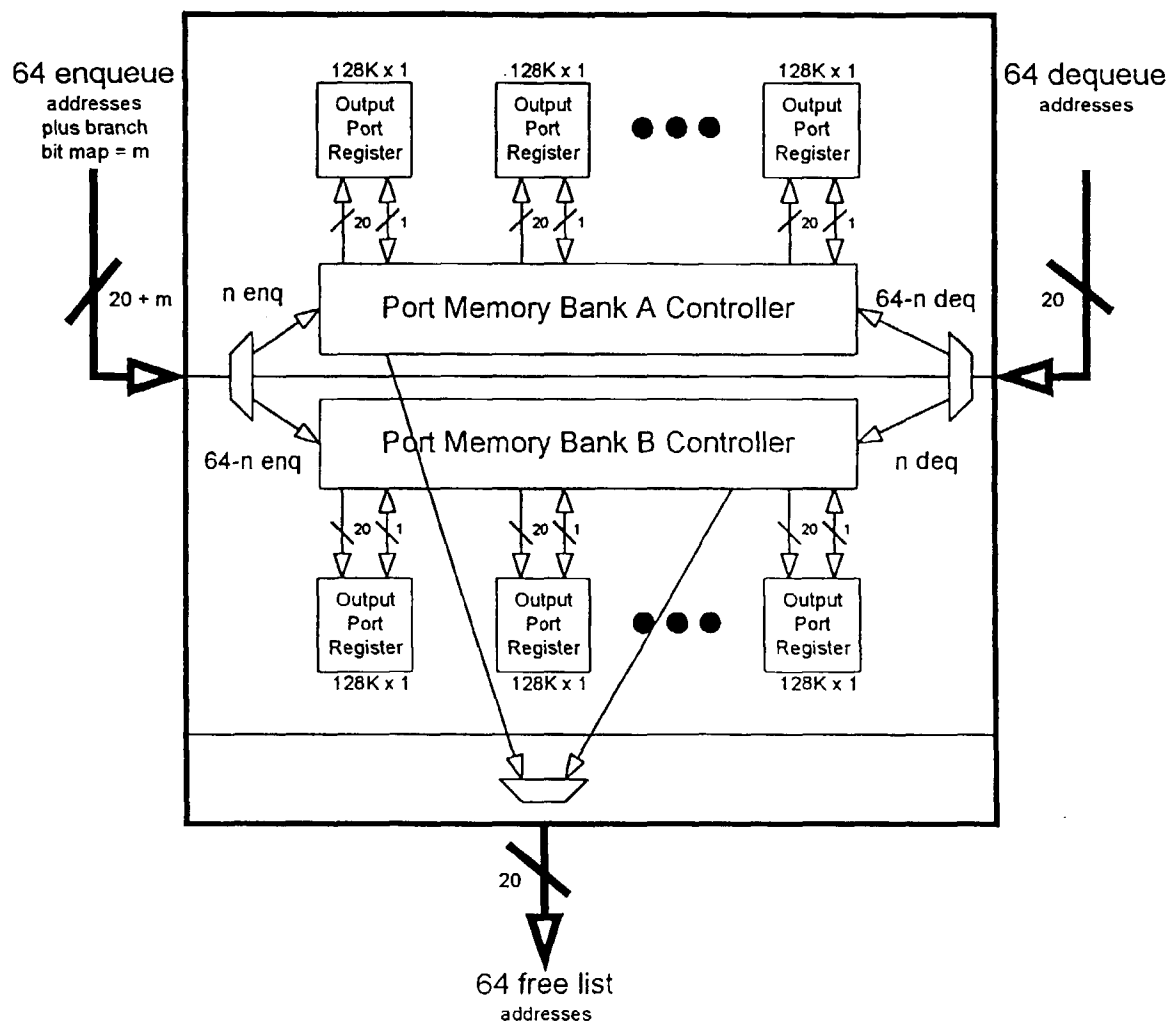 64 enqueue
addresses
plus branch
bit map = m
64 dequeue
addresses
128K x 1
128K x 1
128K x 1
Output
Port
Register
Output
Port
Register
Output
Port
Register
20
1
20
1
20
1
20 + m
n enq
Port Memory Bank A Controller
64-n deq
20
64-n enq
Port Memory Bank B Controller
n deq
20
1
20
1
20
1
Output
Port
Register
Output
Port
Register
Output
Port
Register
128K x 1
128K x 1
128K x 1
20
64 free list
addresses